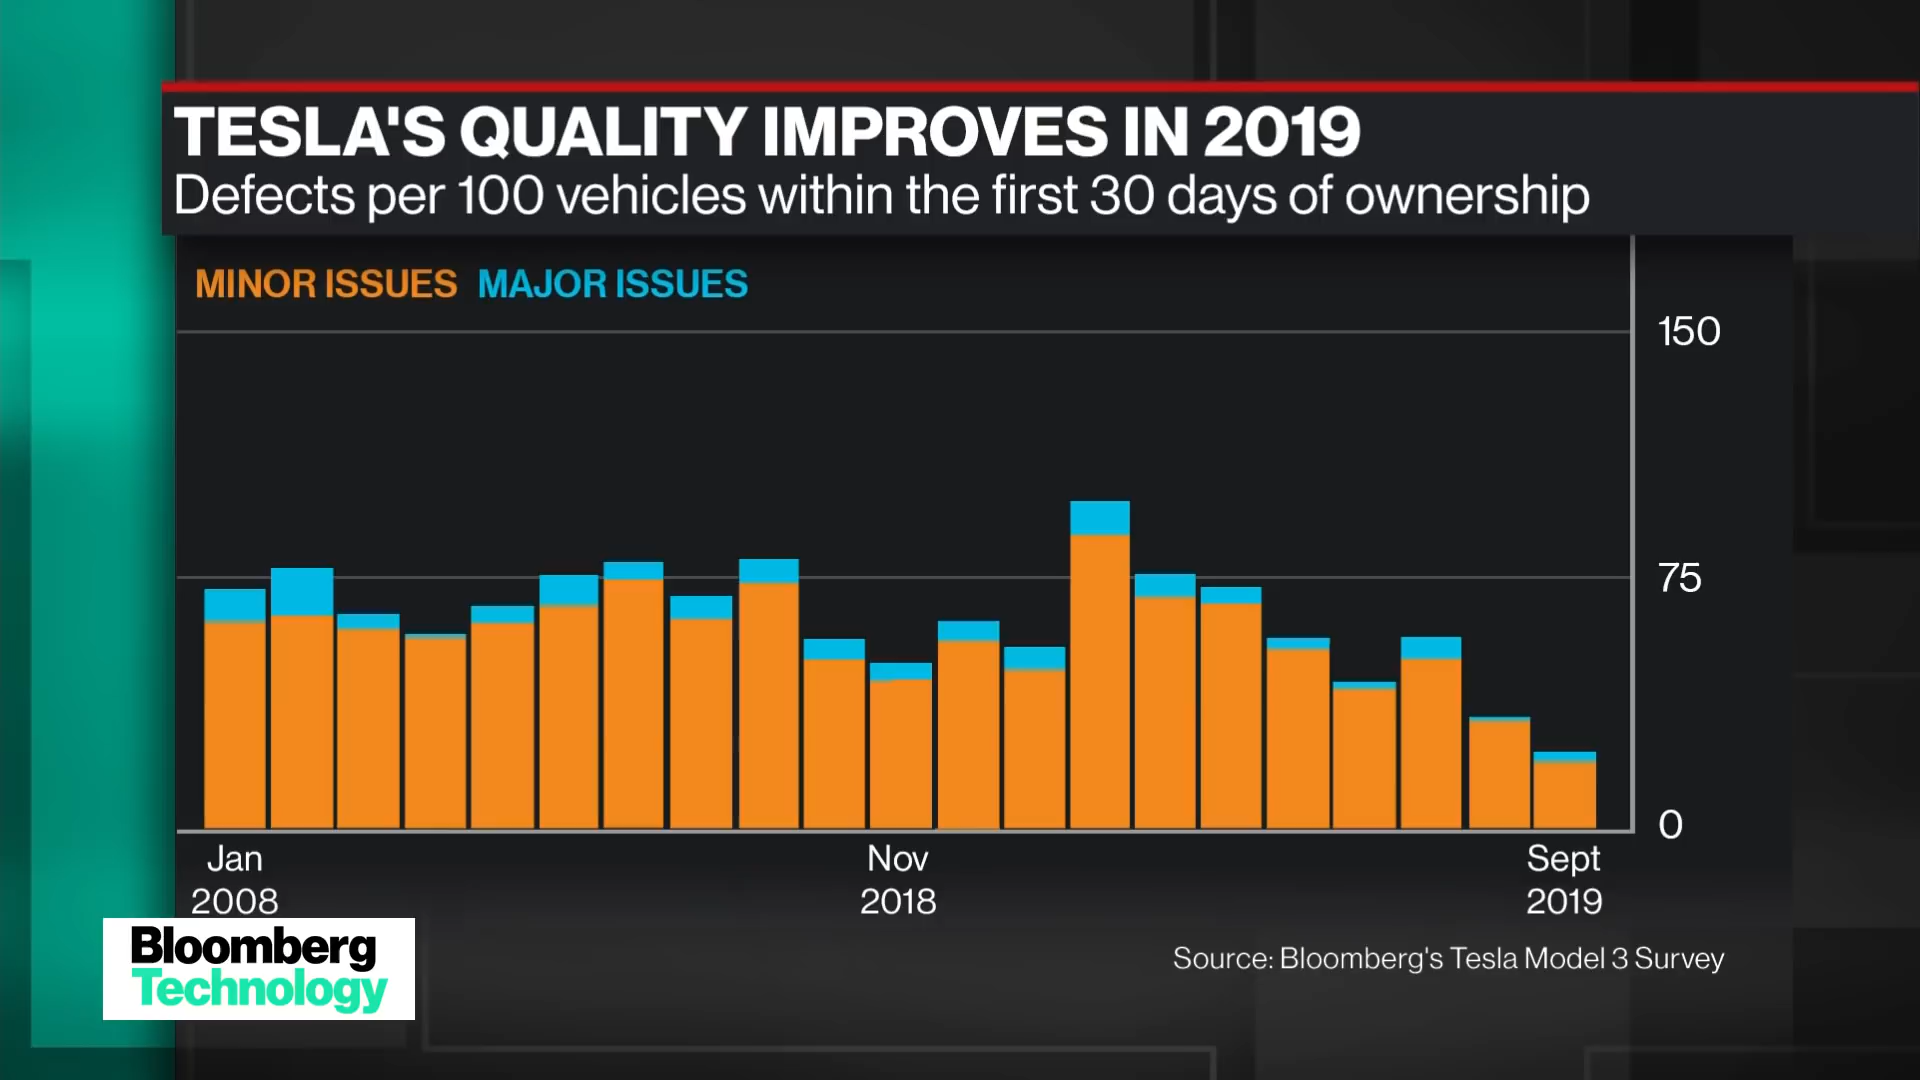 TESLA'S QUALITY IMPROVES IN 2019
Defects per 100 vehicles within the first 30 days of ownership
MINOR ISSUES MAJOR ISSUES
150
75
0
Jan
2008
Nov
2018
Sept
2019
Bloomberg
Technology
Source: Bloomberg's Tesla Model 3 Survey